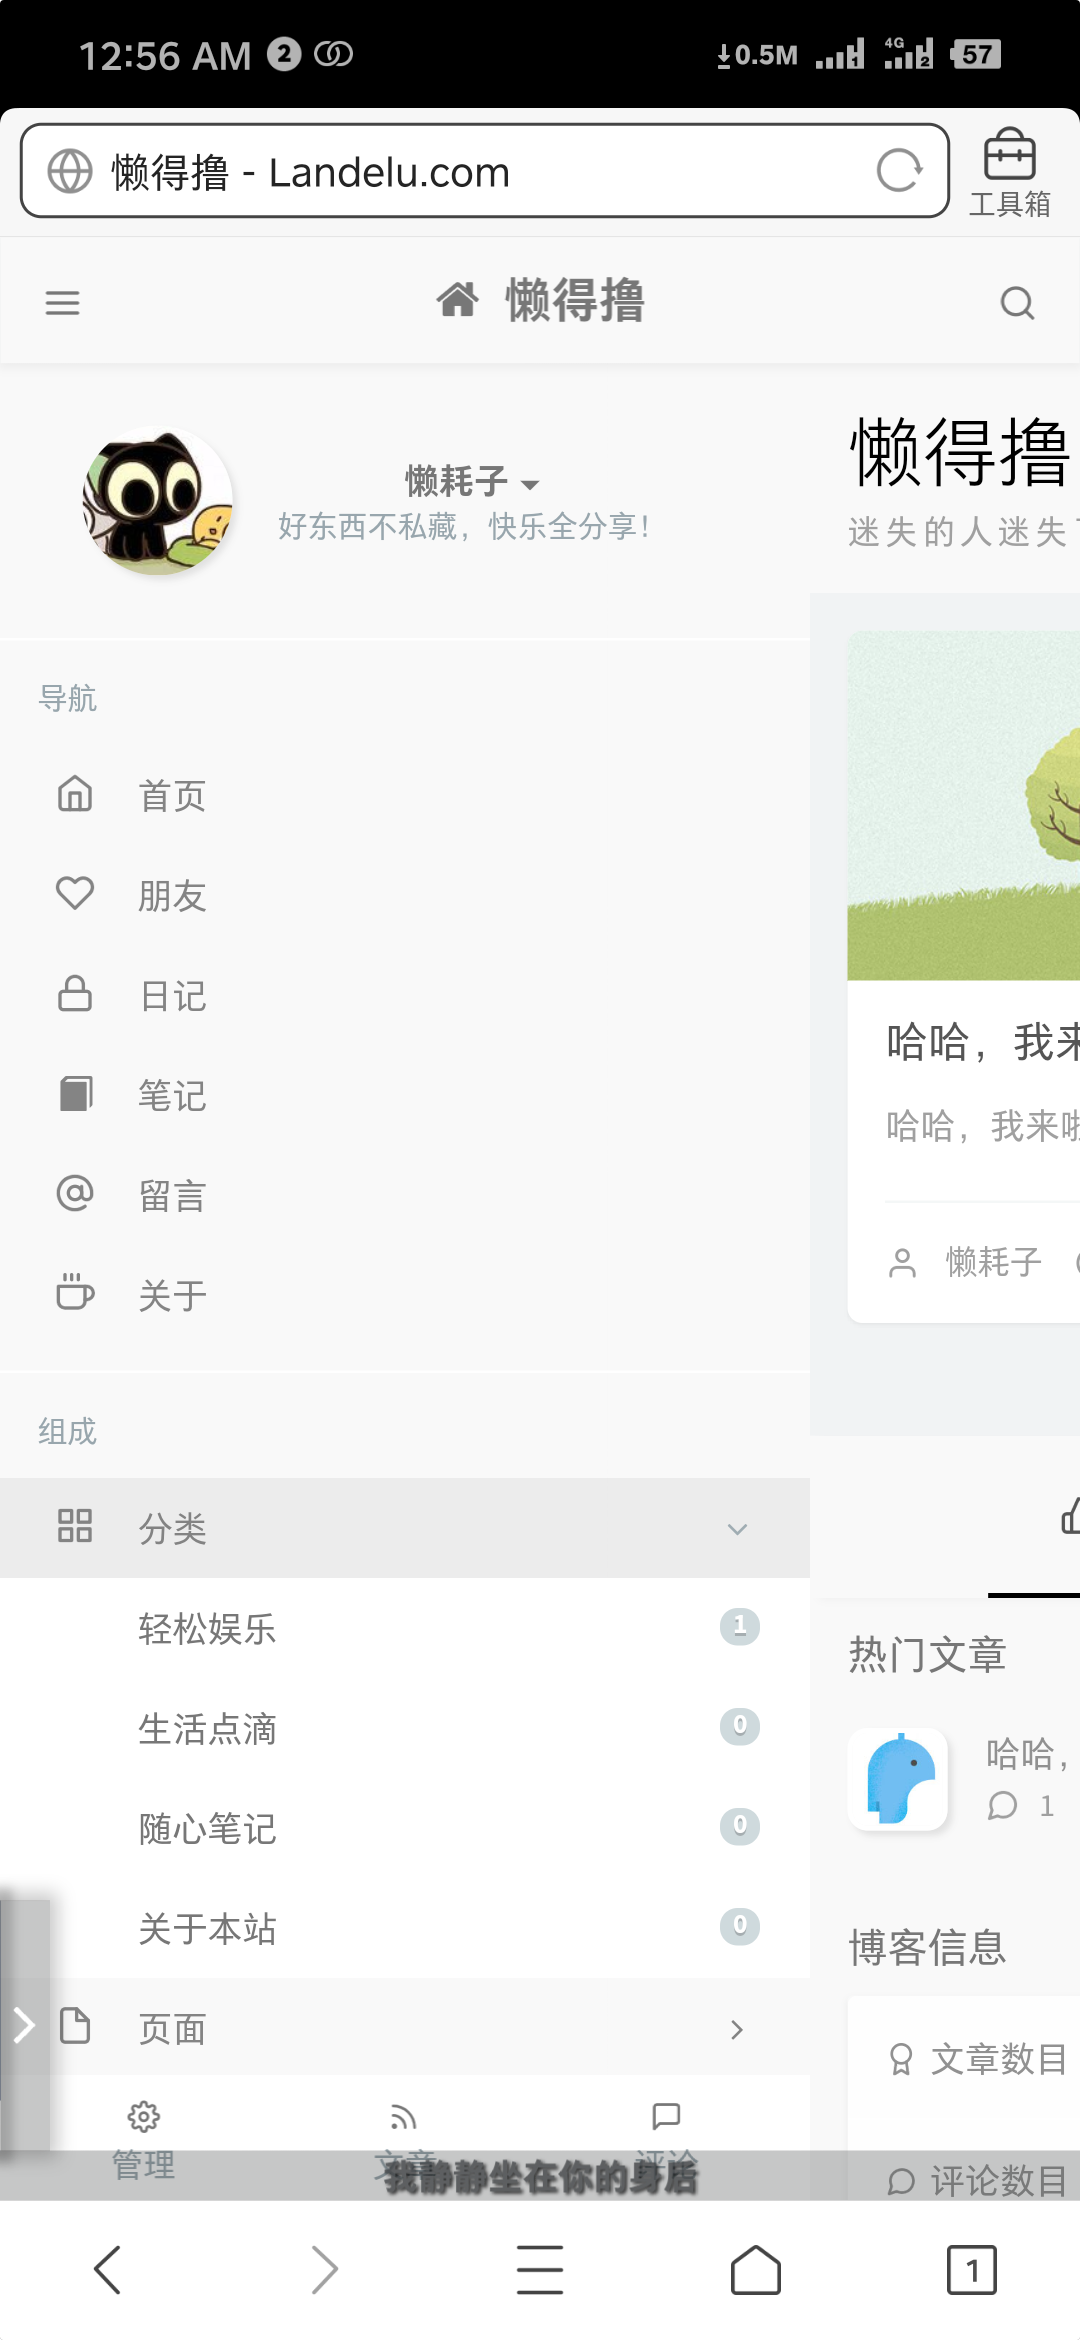 12:56 AM 2
0.5M 1 4G 2 57
懒得撸 - Landelu.com
工具箱
懒得撸
懒耗子
好东西不私藏，快乐全分享！
导航
首页
朋友
日记
笔记
留言
关于
组成
分类
轻松娱乐 1
生活点滴 0
随心笔记 0
关于本站 0
页面
管理 文章 评论
懒得撸
迷失的人迷失
哈哈，我来
哈哈，我来啦
懒耗子
热门文章
哈哈，
1
博客信息
文章数目
评论数目
我静静坐在你的身后
1